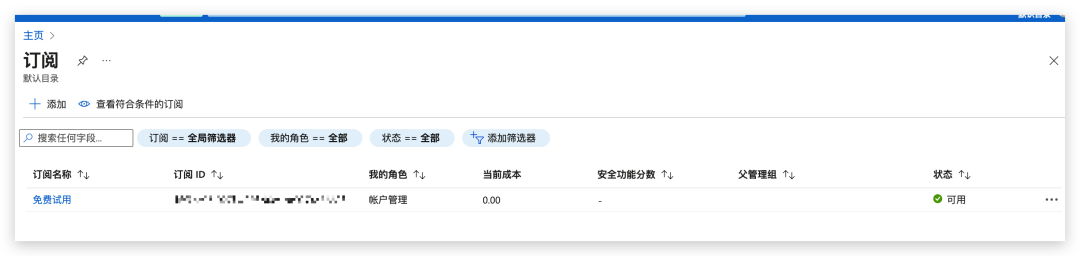 默认目录
主页
订阅
默认目录
添加 查看符合条件的订阅
搜索任何字段... 订阅 == 全局筛选器 我的角色 == 全部 状态 == 全部 添加筛选器
订阅名称 订阅 ID 我的角色 当前成本 安全功能分数 父管理组 状态
免费试用 帐户管理 0.00 - 可用